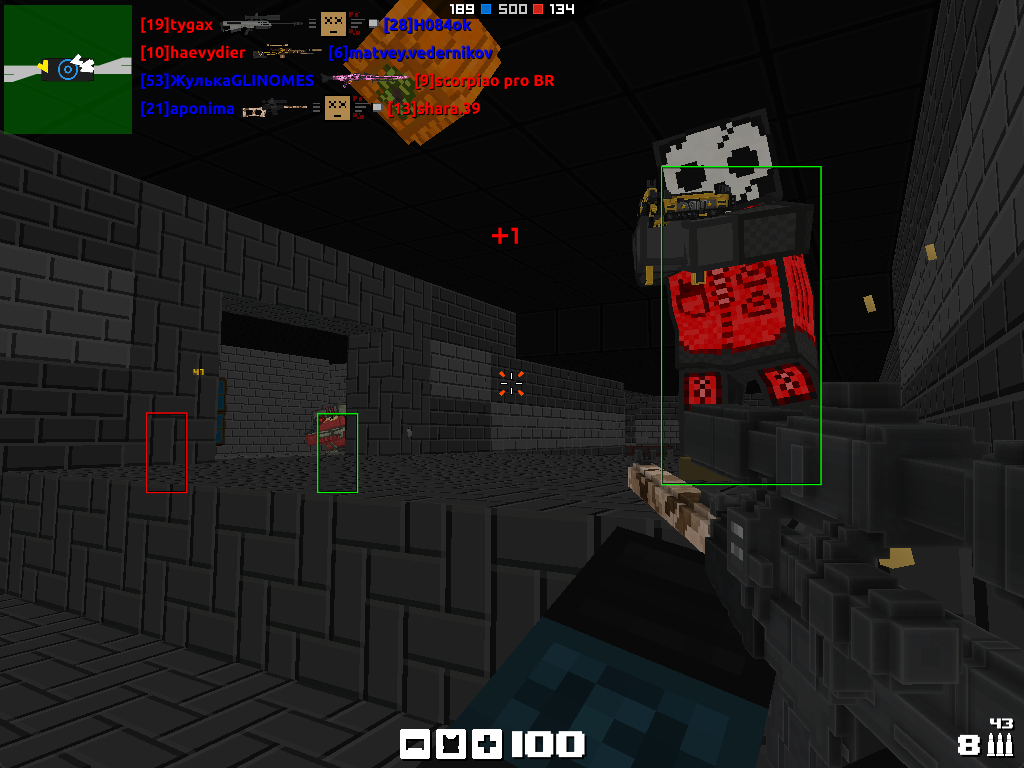 189 500 134
[19]tygax [28]H084ok
[10]haevydier [6]matvey.vedernikov
[53]ЖулькаGLINOMES [9]scorpiao pro BR
[21]aponima [13]shara.39
+1
43
100
8